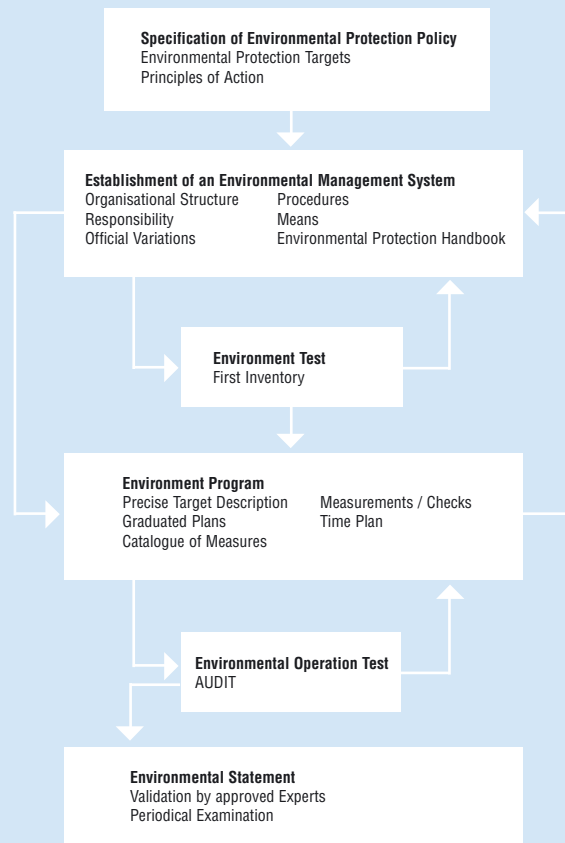 Specification of Environmental Protection Policy
Environmental Protection Targets
Principles of Action
Establishment of an Environmental Management System
Organisational Structure
Responsibility
Official Variations
Procedures
Means
Environmental Protection Handbook
Environment Test
First Inventory
Environment Program
Precise Target Description
Graduated Plans
Catalogue of Measures
Measurements / Checks
Time Plan
Environmental Operation Test
AUDIT
Environmental Statement
Validation by approved Experts
Periodical Examination